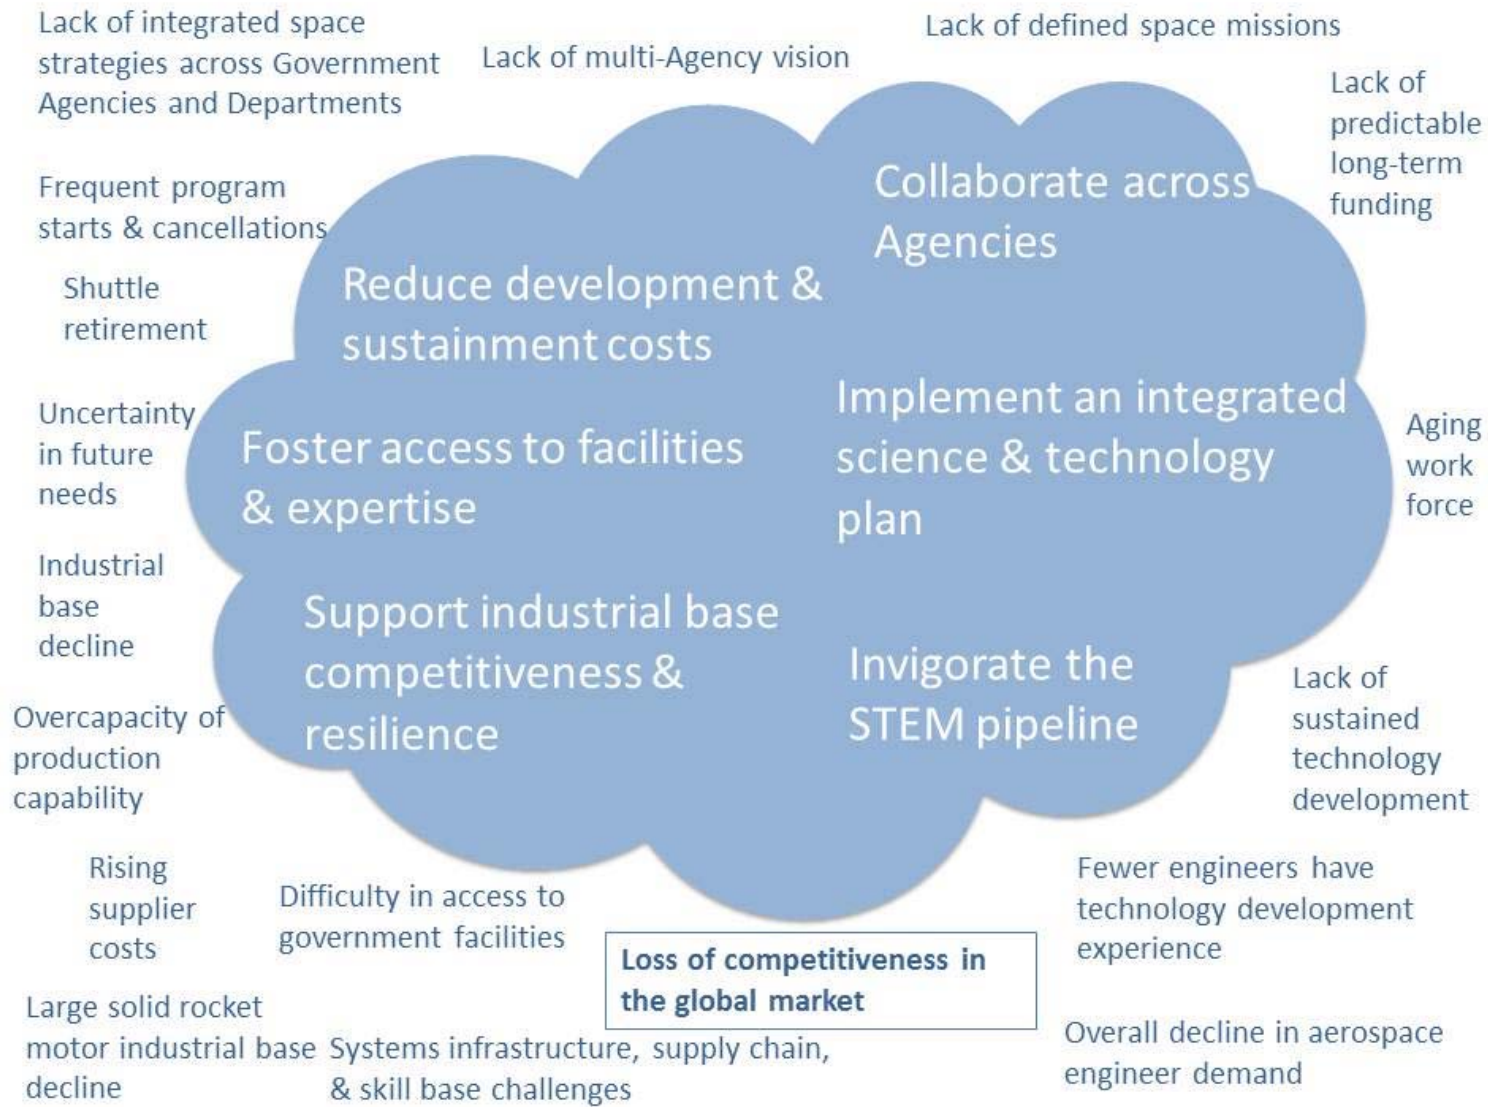 Lack of integrated space
strategies across Government
Agencies and Departments
Lack of multi-Agency vision
Lack of defined space missions
Lack of
predictable
long-term
funding
Frequent program
starts & cancellations
Shuttle
retirement
Uncertainty
in future
needs
Industrial
base
decline
Overcapacity of
production
capability
Rising
supplier
costs
Large solid rocket
motor industrial base
decline
Collaborate across
Agencies
Reduce development &
sustainment costs
Implement an integrated
science & technology
plan
Foster access to facilities
& expertise
Support industrial base
competitiveness &
resilience
Invigorate the
STEM pipeline
Aging
work
force
Lack of
sustained
technology
development
Difficulty in access to
government facilities
Loss of competitiveness in
the global market
Systems infrastructure, supply chain,
& skill base challenges
Fewer engineers have
technology development
experience
Overall decline in aerospace
engineer demand